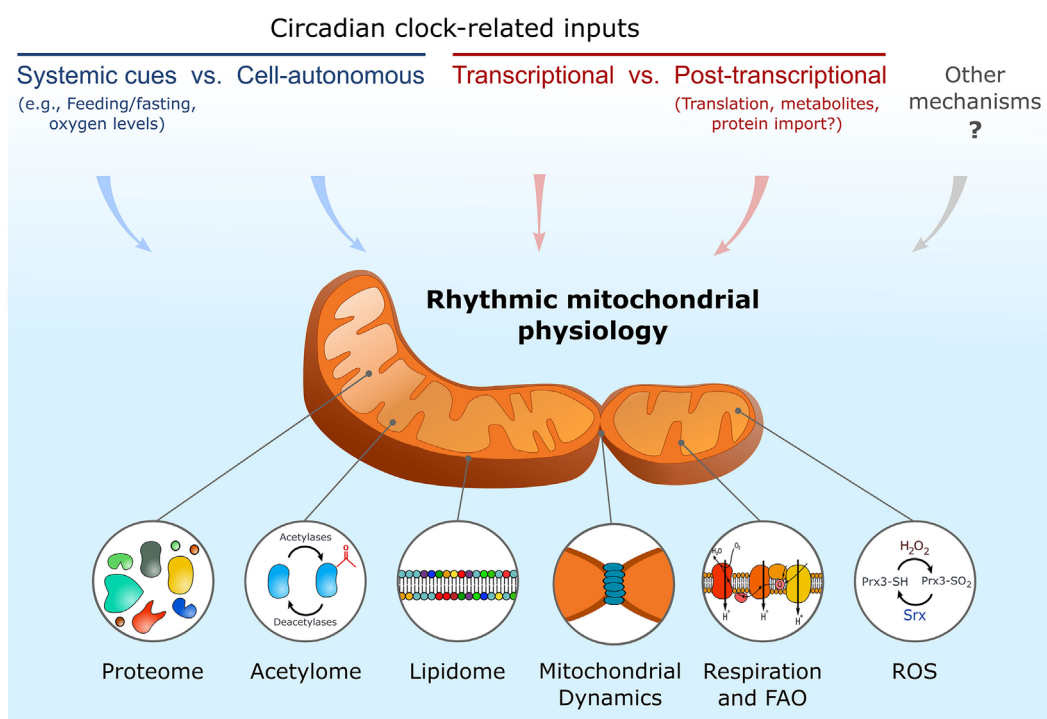 Circadian clock-related inputs
Systemic cues vs. Cell-autonomous
(e.g., Feeding/fasting,
oxygen levels)
Transcriptional vs. Post-transcriptional
(Translation, metabolites,
protein import?)
Other
mechanisms
?
Rhythmic mitochondrial
physiology
Acetylases
O
Deacetylases
H₂O
O₂
H⁺
H⁺
H⁺
H₂O₂
Prx3-SH
Prx3-SO₂
Srx
Proteome
Acetylome
Lipidome
Mitochondrial
Dynamics
Respiration
and FAO
ROS